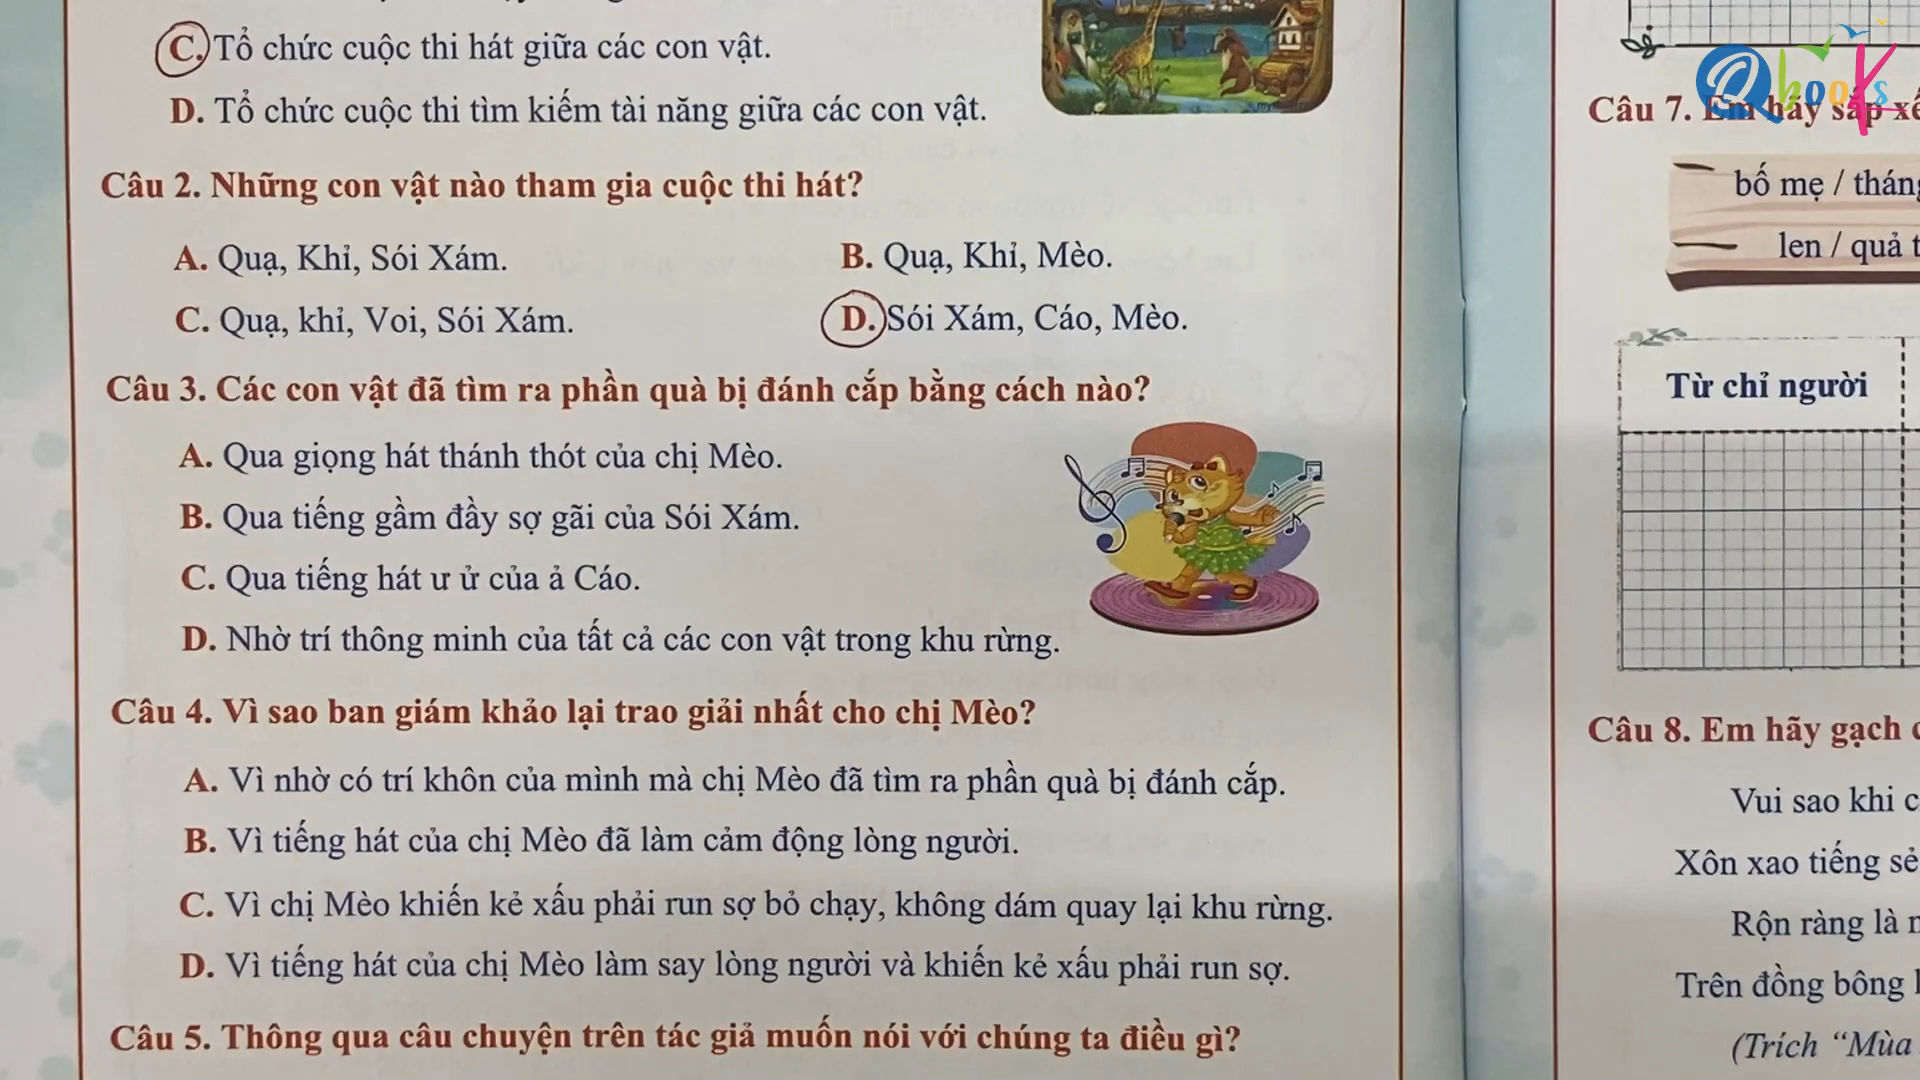 C. Tổ chức cuộc thi hát giữa các con vật.
D. Tổ chức cuộc thi tìm kiếm tài năng giữa các con vật.
Câu 2. Những con vật nào tham gia cuộc thi hát?
A. Quạ, Khỉ, Sói Xám.
B. Quạ, Khỉ, Mèo.
C. Quạ, khỉ, Voi, Sói Xám.
D. Sói Xám, Cáo, Mèo.
Câu 3. Các con vật đã tìm ra phần quà bị đánh cắp bằng cách nào?
A. Qua giọng hát thánh thót của chị Mèo.
B. Qua tiếng gầm đầy sợ gãi của Sói Xám.
C. Qua tiếng hát ư ử của ả Cáo.
D. Nhờ trí thông minh của tất cả các con vật trong khu rừng.
Câu 4. Vì sao ban giám khảo lại trao giải nhất cho chị Mèo?
A. Vì nhờ có trí khôn của mình mà chị Mèo đã tìm ra phần quà bị đánh cắp.
B. Vì tiếng hát của chị Mèo đã làm cảm động lòng người.
C. Vì chị Mèo khiến kẻ xấu phải run sợ bỏ chạy, không dám quay lại khu rừng.
D. Vì tiếng hát của chị Mèo làm say lòng người và khiến kẻ xấu phải run sợ.
Câu 5. Thông qua câu chuyện trên tác giả muốn nói với chúng ta điều gì?
Qbooks
Câu 7. Em hãy sắp
bố mẹ /
len / quả
Từ chỉ người
Câu 8. Em hãy gạch
Vui sao khi
Xôn xao tiếng
Rộn ràng là
Trên đồng bông
(Trích “Mùa